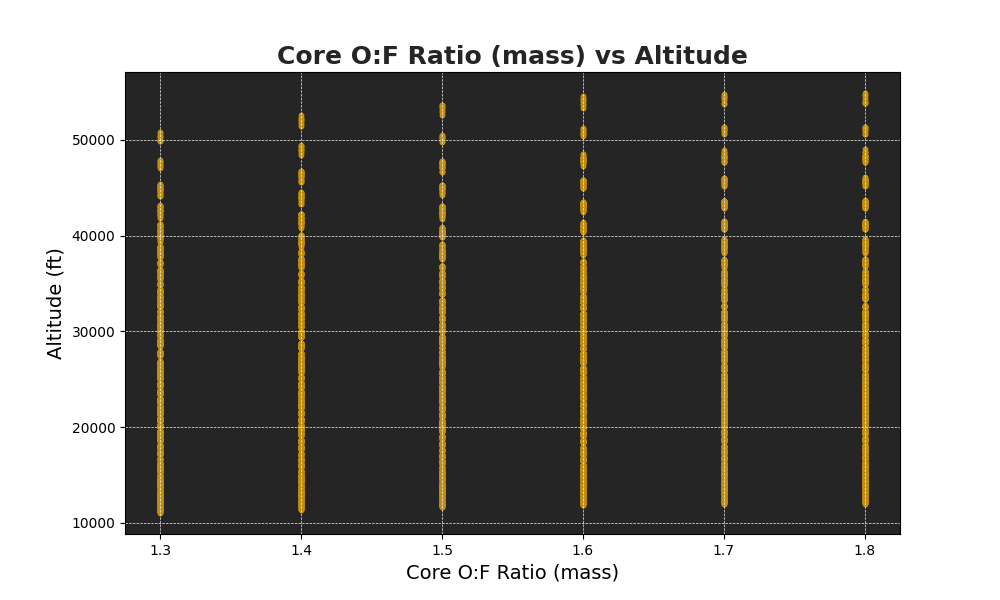 Core O:F Ratio (mass) vs Altitude
Altitude (ft)
50000
40000
30000
20000
10000
1.3 1.4 1.5 1.6 1.7 1.8
Core O:F Ratio (mass)